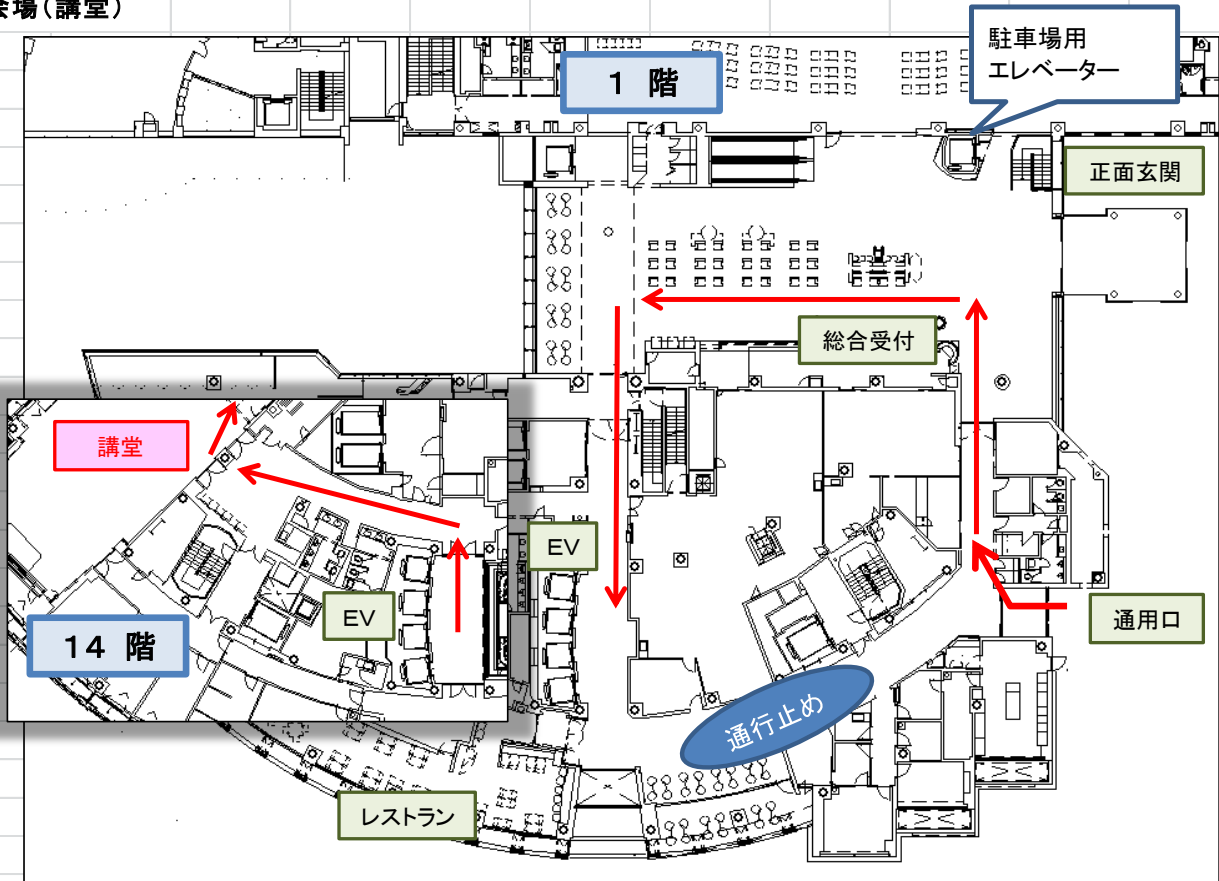 会場（講堂）
1 階
駐車場用
エレベーター
正面玄関
総合受付
講堂
EV
EV
14 階
通用口
通行止め
レストラン